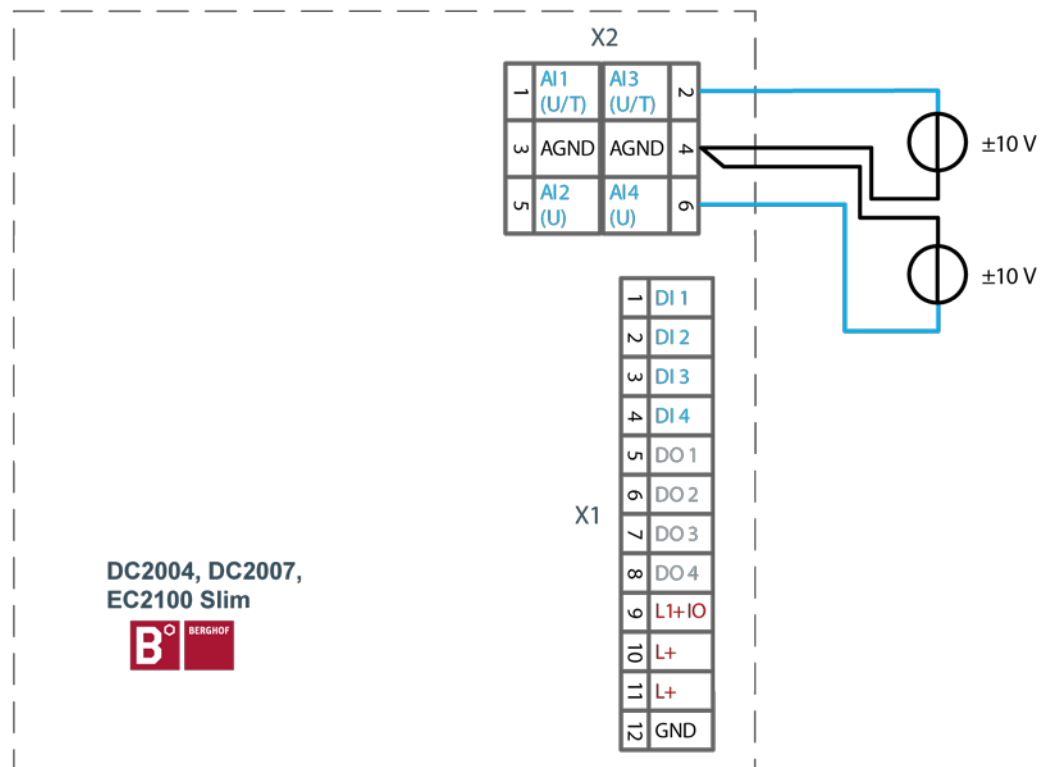 X2
1 AI1 AI3 2
(U/T) (U/T)
3 AGND AGND 4
5 AI2 AI4 6
(U) (U)
±10 V
±10 V
X1
1 DI 1
2 DI 2
3 DI 3
4 DI 4
5 DO 1
6 DO 2
7 DO 3
8 DO 4
9 L1+IO
10 L+
11 L+
12 GND
DC2004, DC2007,
EC2100 Slim
B BERGHOF